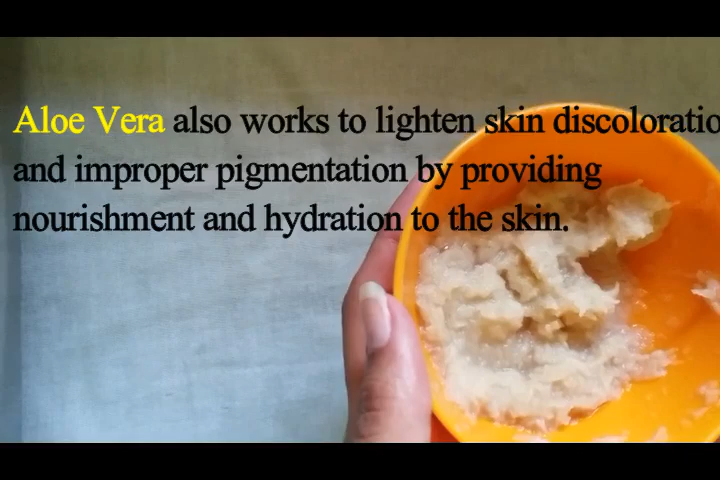 Aloe Vera also works to lighten skin discoloratio
and improper pigmentation by providing
nourishment and hydration to the skin.